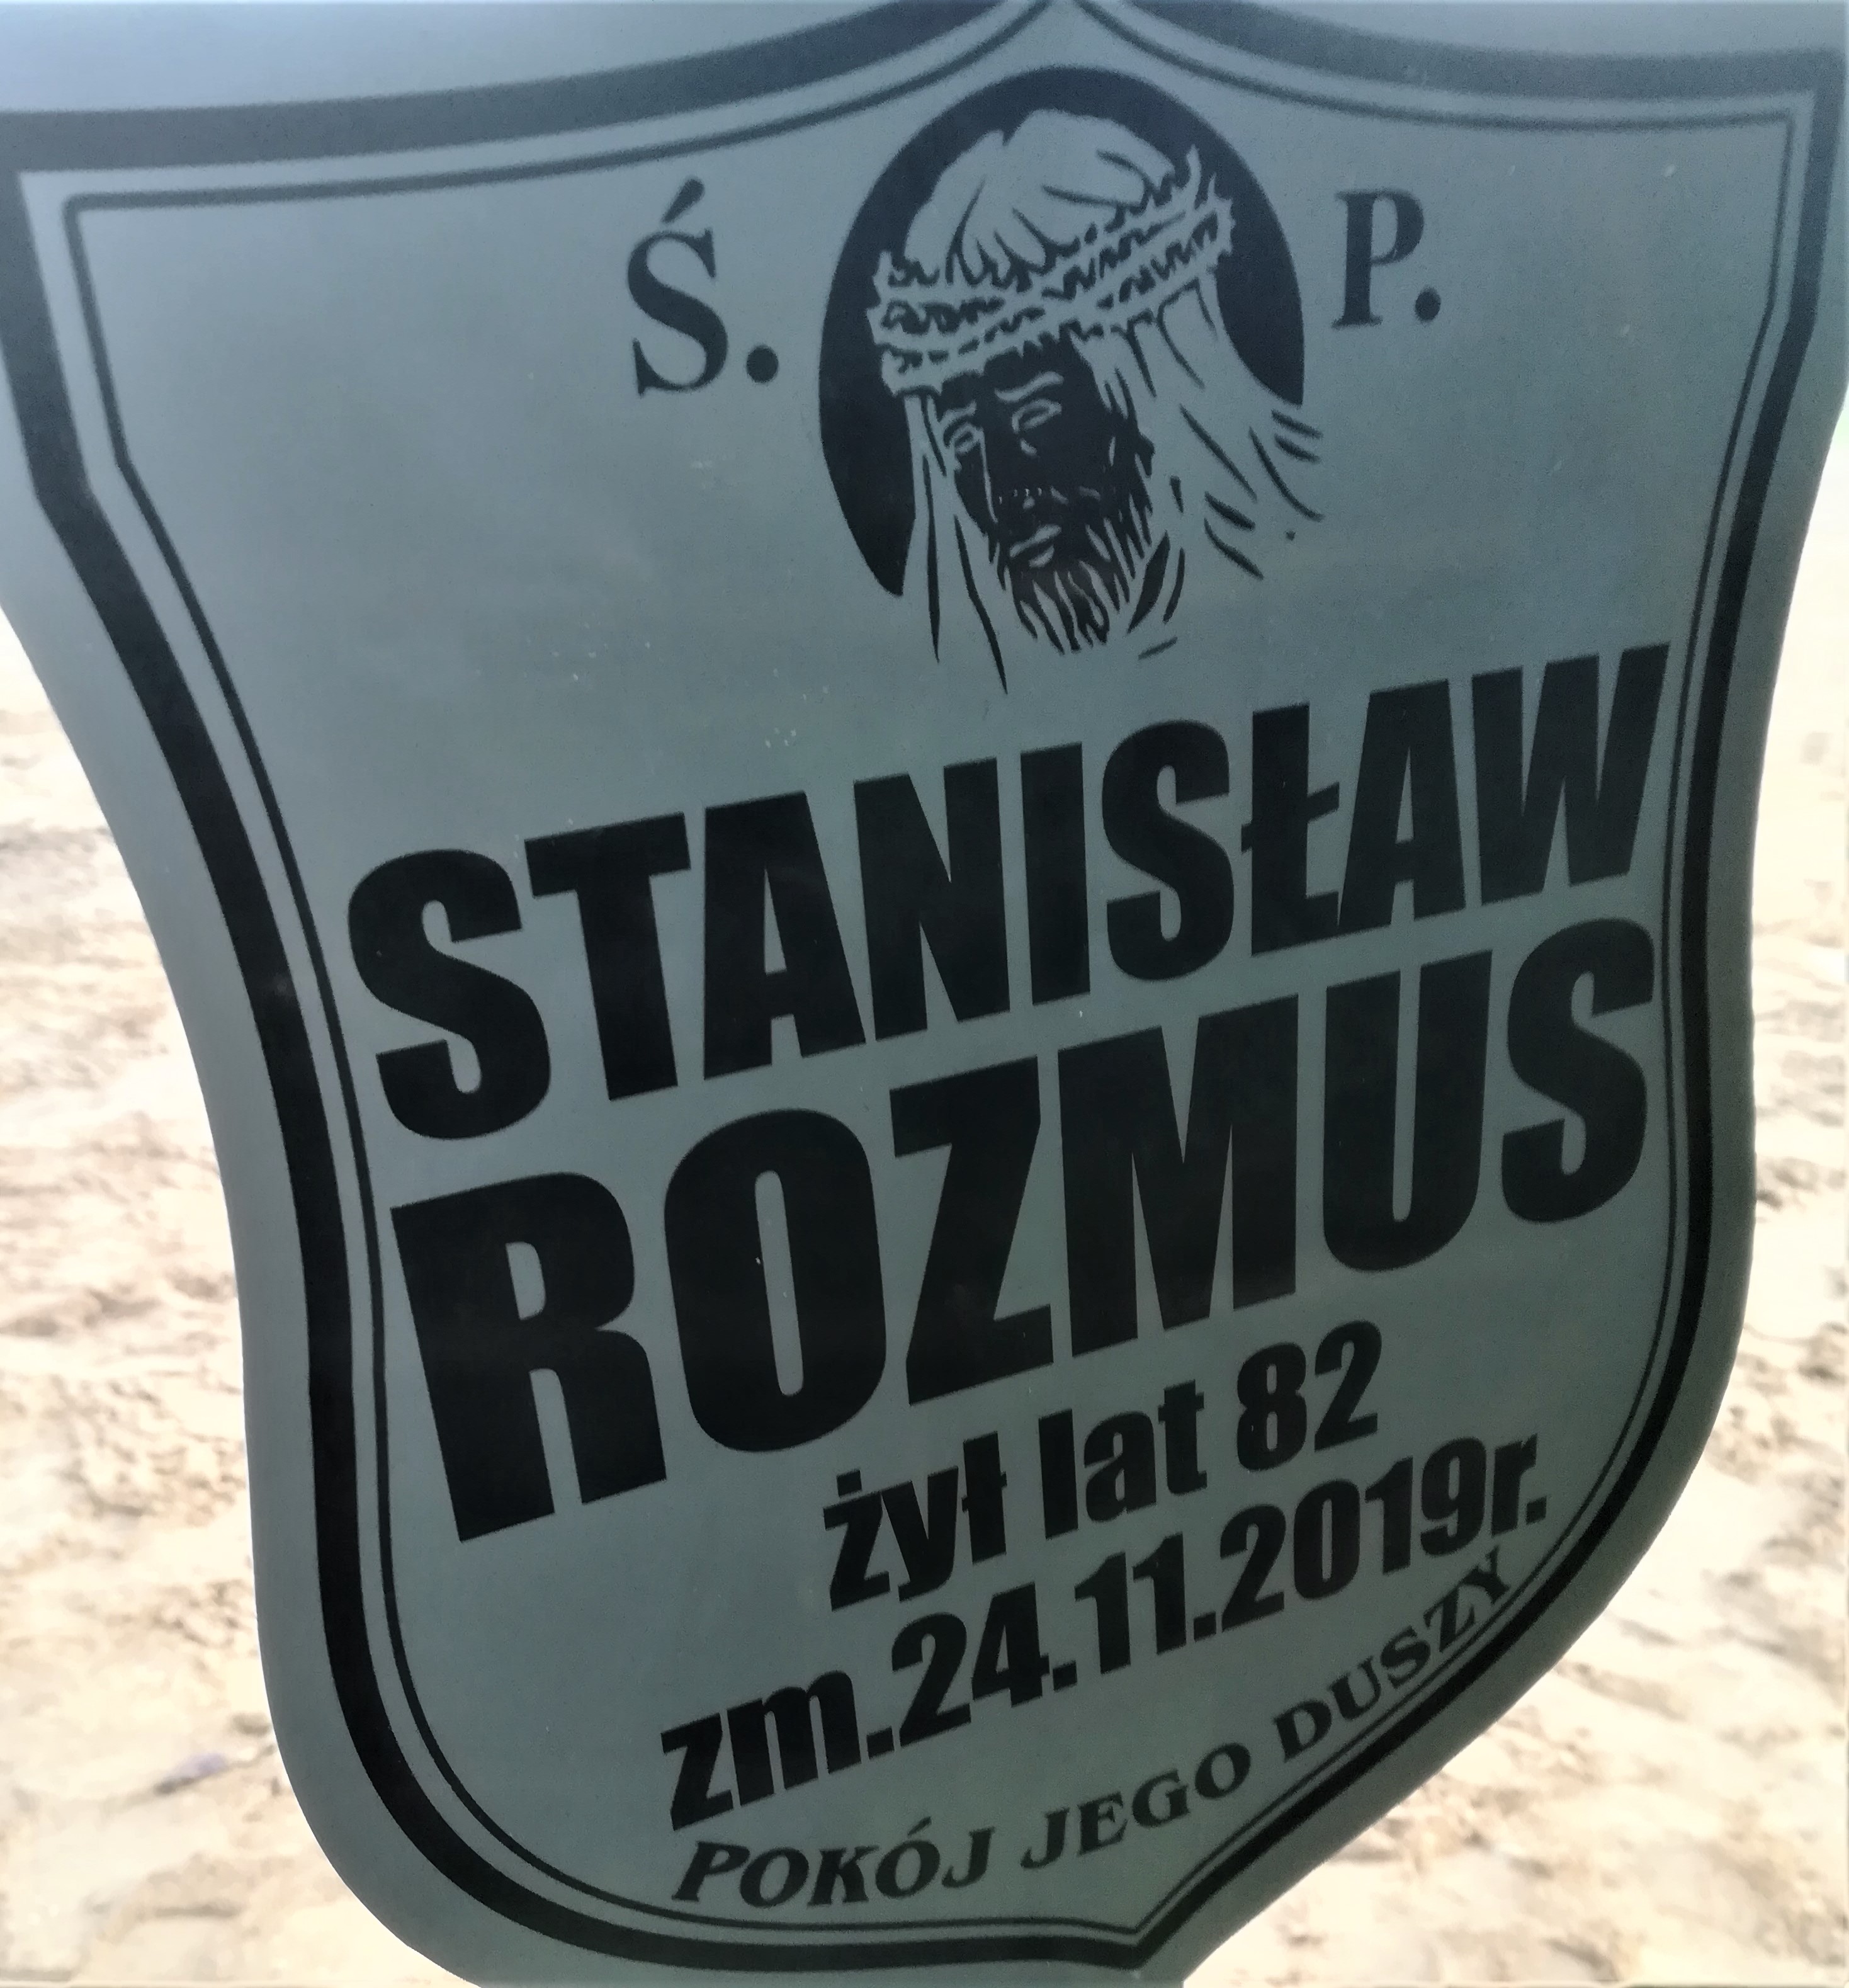 Ś. P.
STANISŁAW
ROZMUS
żył lat 82
zm.24.11.2019r.
POKÓJ JEGO DUSZY